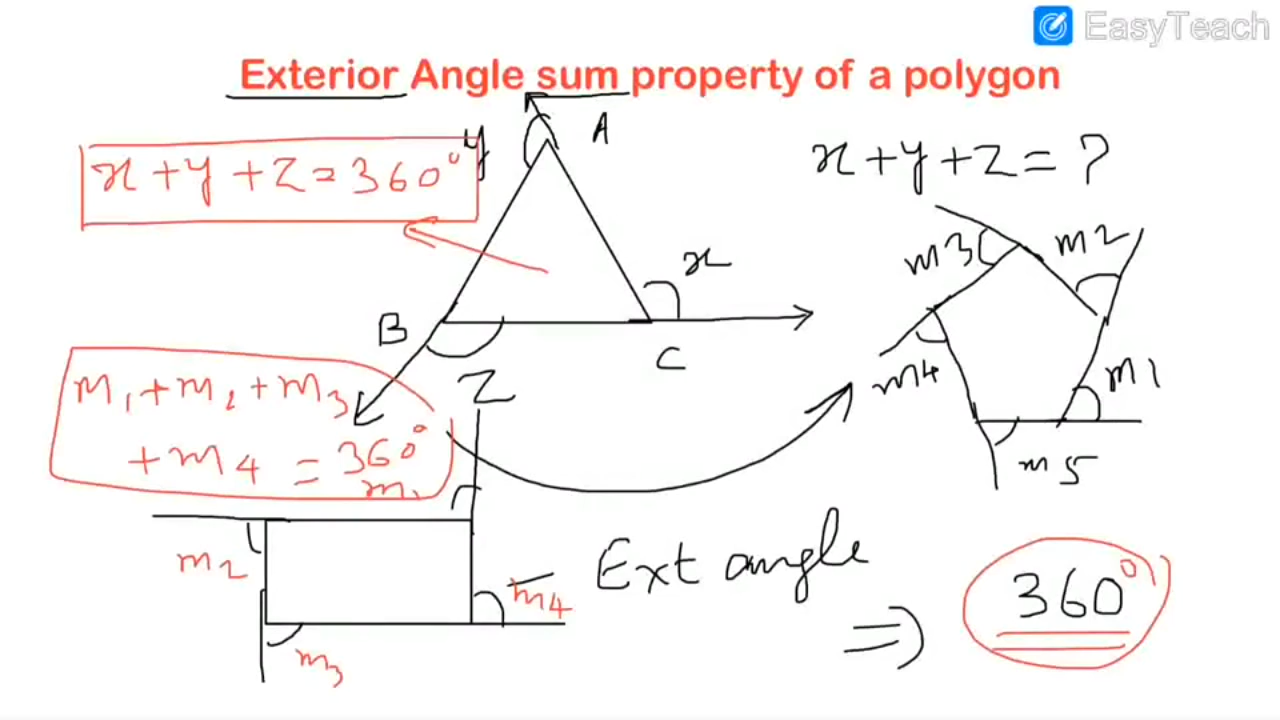 EasyTeach
Exterior Angle sum property of a polygon
A
y
x+y+z=360°
x+y+z=?
m3
m2
x
B
C
z
m4
m1
m5
m1+m2+m3
+m4=360°
m1
m2
m4
m3
Ext angle
⇒ 360°